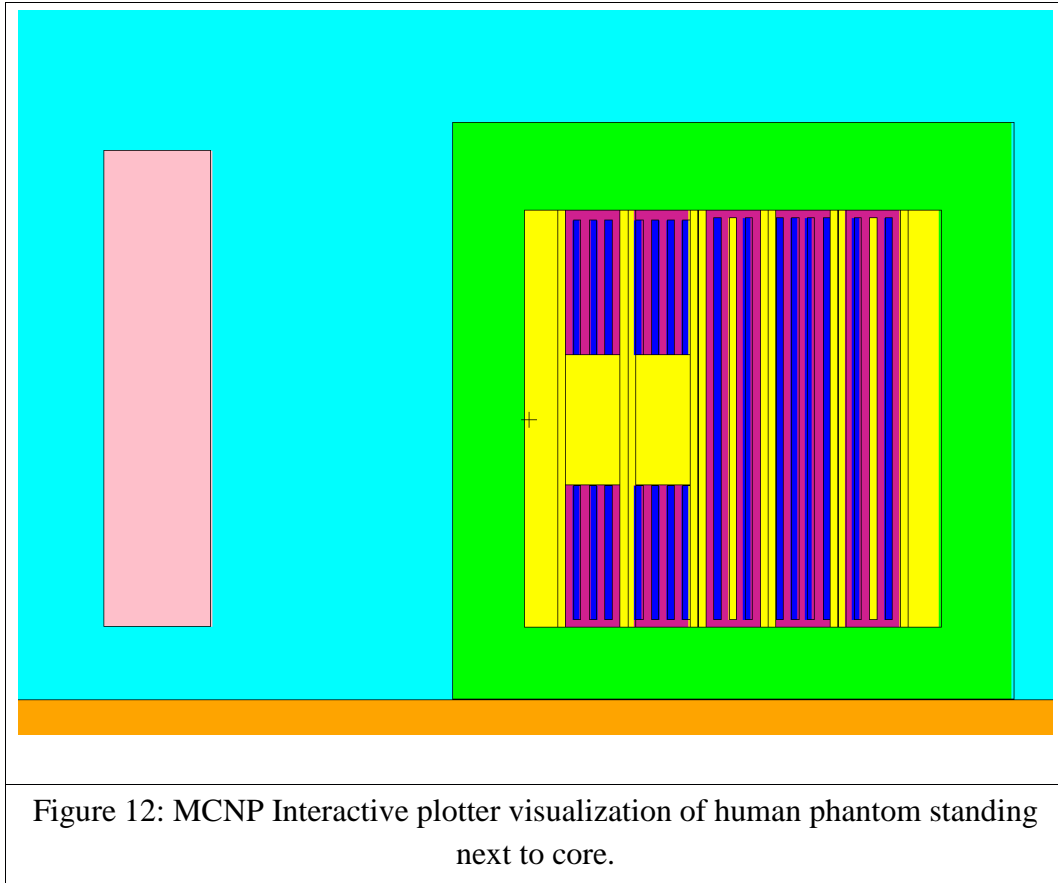 Figure 12: MCNP Interactive plotter visualization of human phantom standing
next to core.